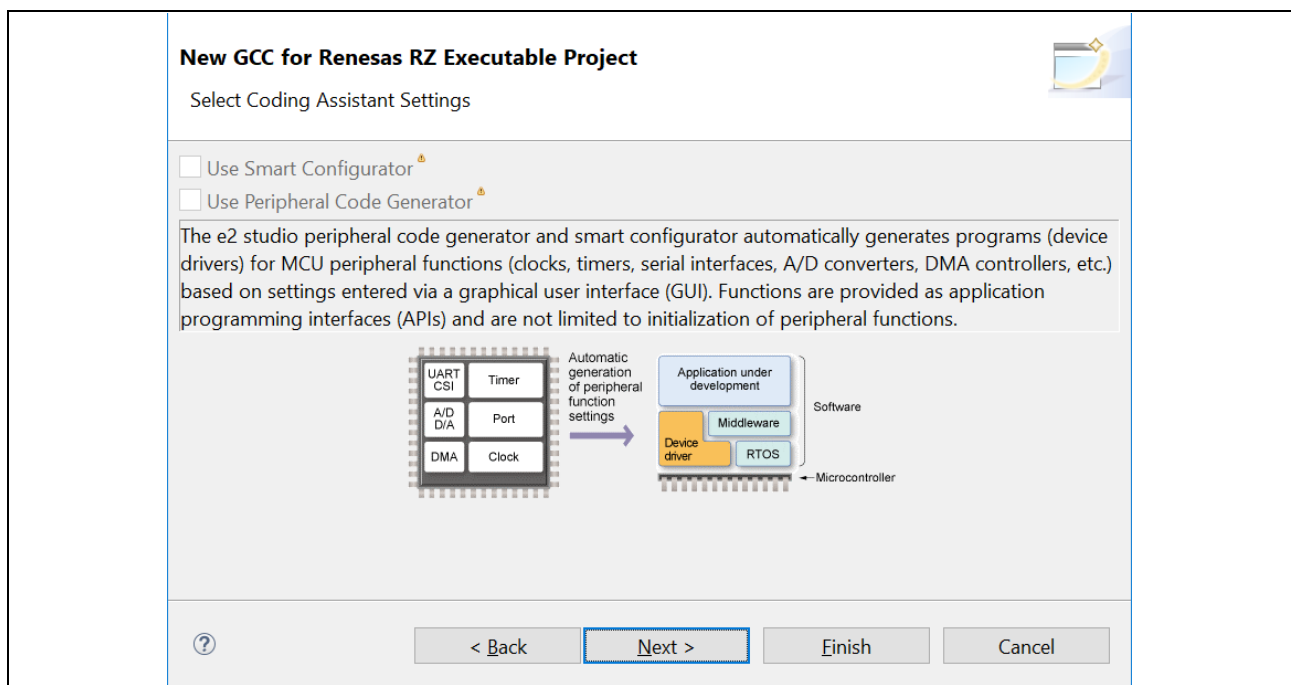 New GCC for Renesas RZ Executable Project
Select Coding Assistant Settings
Use Smart Configurator
Use Peripheral Code Generator
The e2 studio peripheral code generator and smart configurator automatically generates programs (device
drivers) for MCU peripheral functions (clocks, timers, serial interfaces, A/D converters, DMA controllers, etc.)
based on settings entered via a graphical user interface (GUI). Functions are provided as application
programming interfaces (APIs) and are not limited to initialization of peripheral functions.
UART
CSI
Timer
A/D
D/A
Port
DMA
Clock
Automatic
generation
of peripheral
function
settings
Application under
development
Middleware
Device
driver
RTOS
Software
Microcontroller
?
< Back
Next >
Finish
Cancel